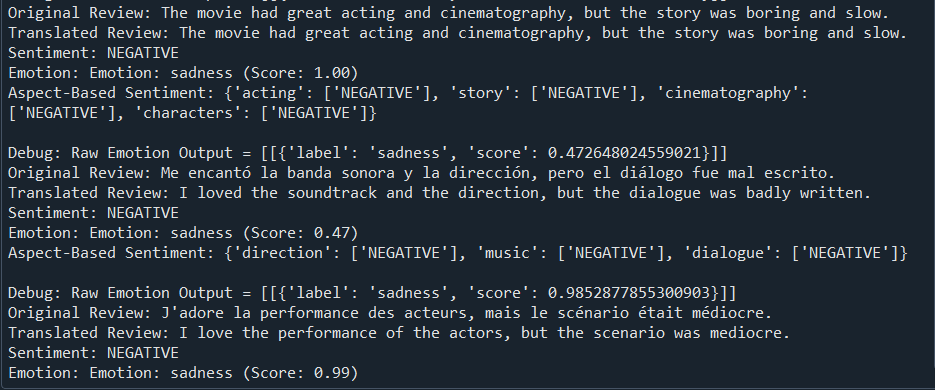 Original Review: The movie had great acting and cinematography, but the story was boring and slow.
Translated Review: The movie had great acting and cinematography, but the story was boring and slow.
Sentiment: NEGATIVE
Emotion: Emotion: sadness (Score: 1.00)
Aspect-Based Sentiment: {'acting': ['NEGATIVE'], 'story': ['NEGATIVE'], 'cinematography':
['NEGATIVE'], 'characters': ['NEGATIVE']}
Debug: Raw Emotion Output = [[{'label': 'sadness', 'score': 0.472648024559021}]]
Original Review: Me encantó la banda sonora y la dirección, pero el diálogo fue mal escrito.
Translated Review: I loved the soundtrack and the direction, but the dialogue was badly written.
Sentiment: NEGATIVE
Emotion: Emotion: sadness (Score: 0.47)
Aspect-Based Sentiment: {'direction': ['NEGATIVE'], 'music': ['NEGATIVE'], 'dialogue': ['NEGATIVE']}
Debug: Raw Emotion Output = [[{'label': 'sadness', 'score': 0.9852877855300903}]]
Original Review: J'adore la performance des acteurs, mais le scénario était médiocre.
Translated Review: I love the performance of the actors, but the scenario was mediocre.
Sentiment: NEGATIVE
Emotion: Emotion: sadness (Score: 0.99)